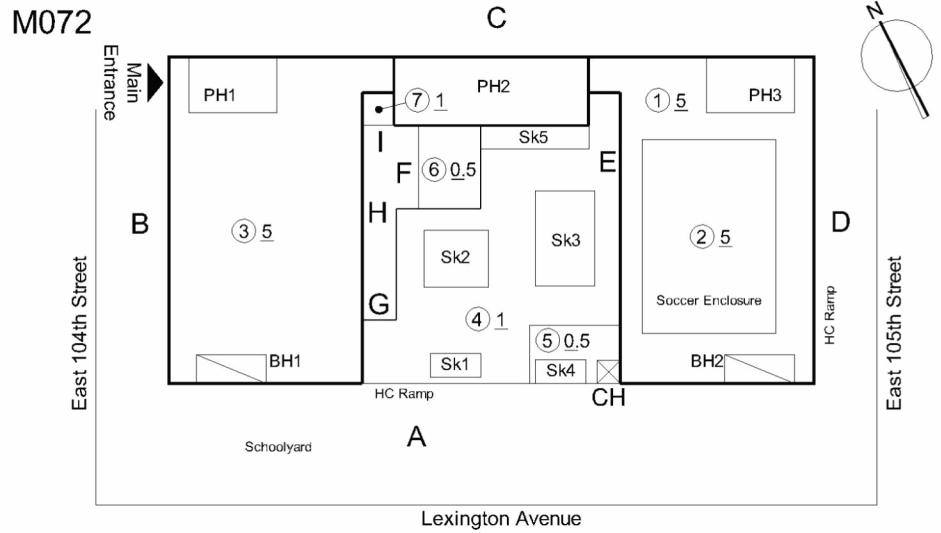 M072
C
N
Main
Entrance
PH1
PH2
PH3
7 1
1 5
Sk5
I
F
6 0.5
E
B
H
3 5
Sk2
Sk3
2 5
D
Soccer Enclosure
G
4 1
5 0.5
East 104th Street
East 105th Street
HC Ramp
BH1
Sk1
Sk4
BH2
HC Ramp
CH
A
Schoolyard
Lexington Avenue